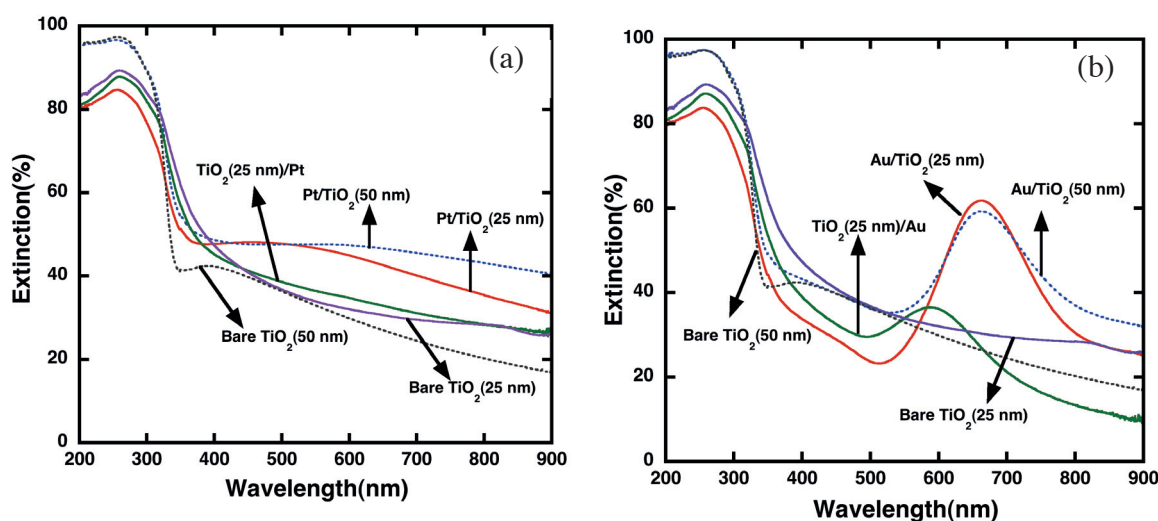 (a)
Extinction(%)
100
80
60
40
20
0
TiO2(25 nm)/Pt
Pt/TiO2(50 nm)
Pt/TiO2(25 nm)
Bare TiO2(50 nm)
Bare TiO2(25 nm)
200 300 400 500 600 700 800 900
Wavelength(nm)
(b)
Extinction(%)
100
80
60
40
20
0
Au/TiO2(25 nm)
Au/TiO2(50 nm)
TiO2(25 nm)/Au
Bare TiO2(50 nm)
Bare TiO2(25 nm)
200 300 400 500 600 700 800 900
Wavelength(nm)